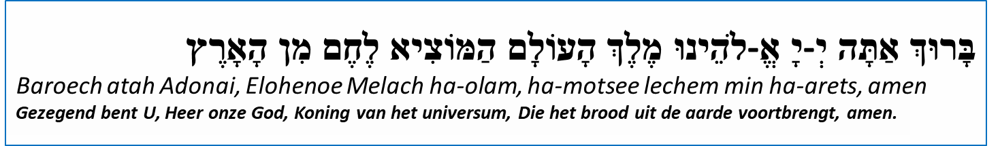 בָּרוּךְ אַתָּה יְ-יָ אֱ-לֹהֵינוּ מֶלֶךְ הָעוֹלָם הַמּוֹצִיא לֶחֶם מִן הָאָרֶץ
Baroech atah Adonai, Elohenoe Melach ha-olam, ha-motsee lechem min ha-arets, amen
Gezegend bent U, Heer onze God, Koning van het universum, Die het brood uit de aarde voortbrengt, amen.